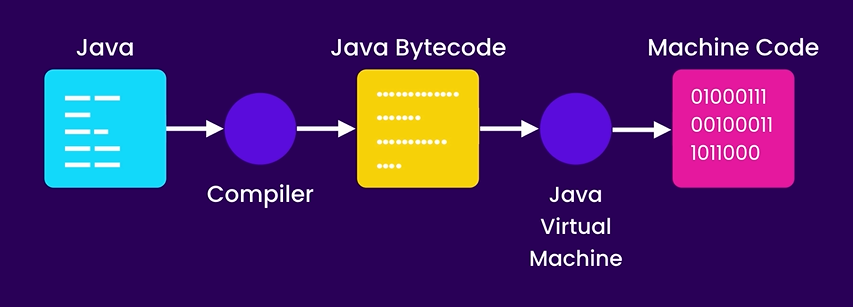 Java
Java Bytecode
Machine Code
01000111
00100011
1011000
Compiler
Java
Virtual
Machine